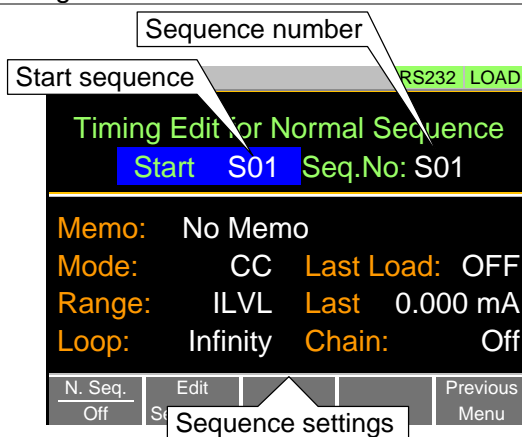 Sequence number
Start sequence
RS232 LOAD
Timing Edit for Normal Sequence
Start S01 Seq.No: S01
Memo: No Memo
Mode: CC Last Load: OFF
Range: ILVL Last 0.000 mA
Loop: Infinity Chain: Off
N. Seq. Edit Previous
Off Menu
Sequence settings